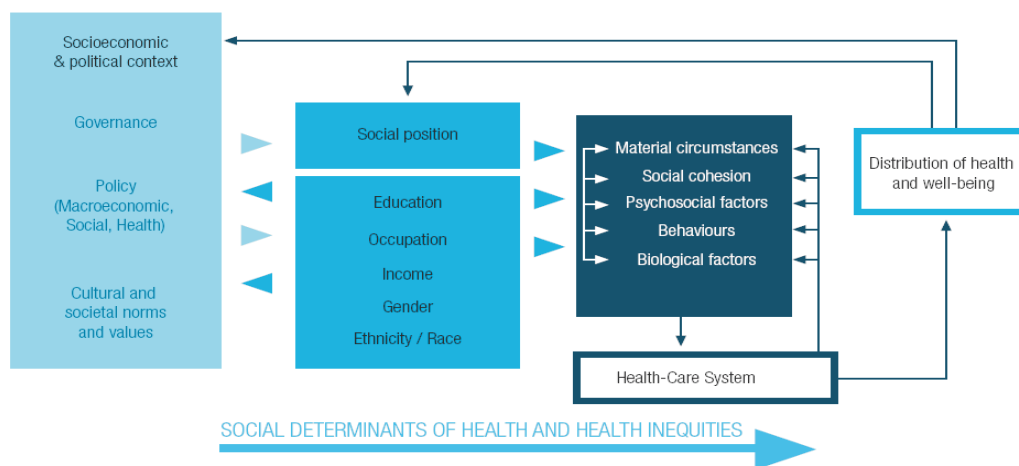 Socioeconomic
& political context
Governance
Policy
(Macroeconomic,
Social, Health)
Cultural and
societal norms
and values
Social position
Education
Occupation
Income
Gender
Ethnicity / Race
Material circumstances
Social cohesion
Psychosocial factors
Behaviours
Biological factors
Health-Care System
Distribution of health
and well-being
SOCIAL DETERMINANTS OF HEALTH AND HEALTH INEQUITIES